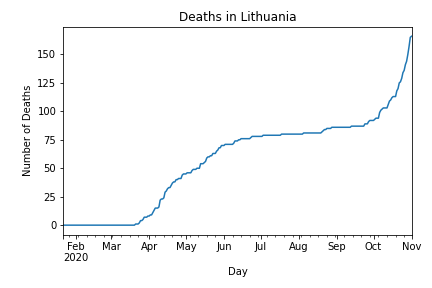 Deaths in Lithuania
Number of Deaths
150
125
100
75
50
25
0
Feb Mar Apr May Jun Jul Aug Sep Oct Nov
2020
Day